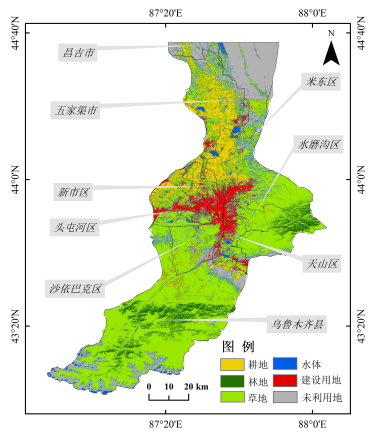 87°20′E 88°0′E
44°40′N 44°40′N
N
昌吉市
米东区
五家渠市
水磨沟区
44°0′N 44°0′N
新市区
头屯河区
天山区
沙依巴克区
乌鲁木齐县
43°20′N 43°20′N
图 例
耕地 水体
林地 建设用地
草地 未利用地
0 10 20 km
87°20′E 88°0′E